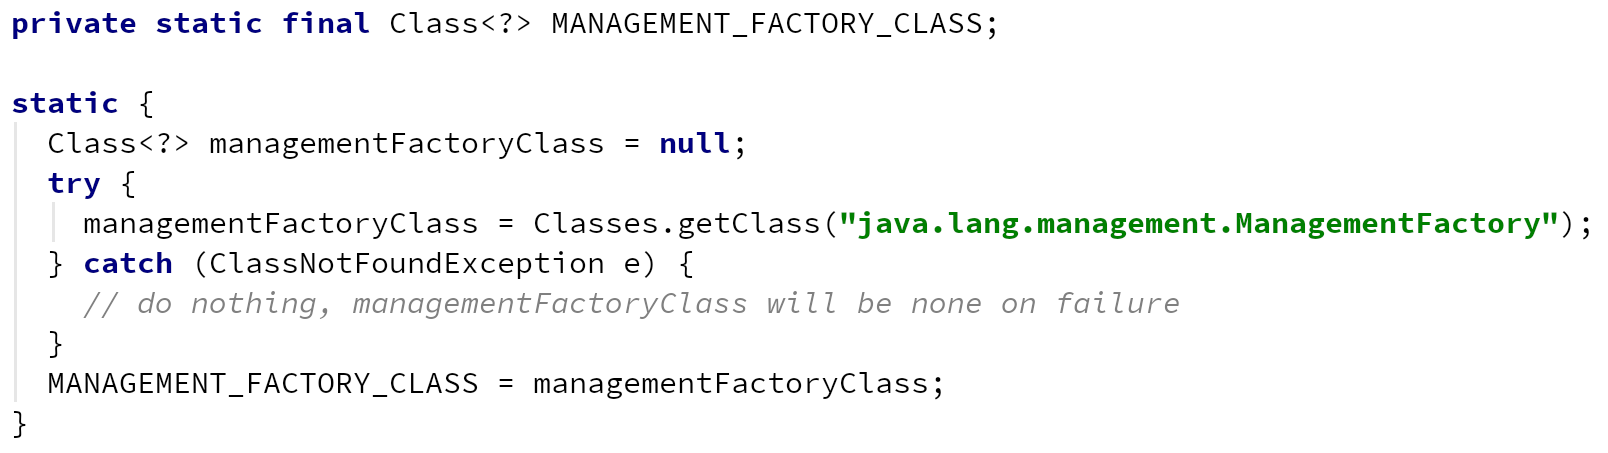 private static final Class<?> MANAGEMENT_FACTORY_CLASS;

static {
  Class<?> managementFactoryClass = null;
  try {
    managementFactoryClass = Classes.getClass("java.lang.management.ManagementFactory");
  } catch (ClassNotFoundException e) {
    // do nothing, managementFactoryClass will be none on failure
  }
  MANAGEMENT_FACTORY_CLASS = managementFactoryClass;
}